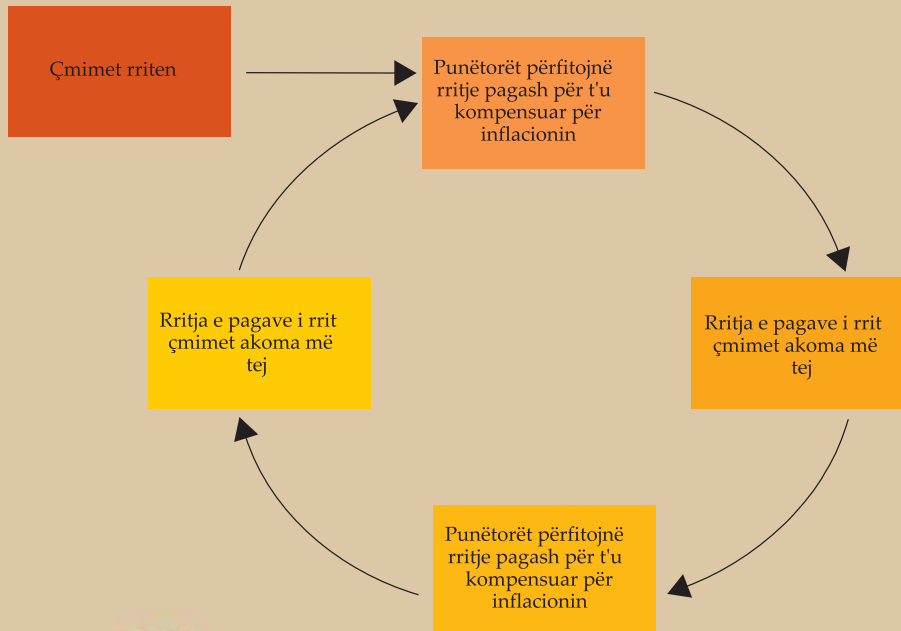 Çmimet rriten
Punëtorët përfitojnë
rritje pagash për t'u
kompensuar për
inflacionin
Rritja e pagave i rrit
çmimet akoma më
tej
Punëtorët përfitojnë
rritje pagash për t'u
kompensuar për
inflacionin
Rritja e pagave i rrit
çmimet akoma më
tej